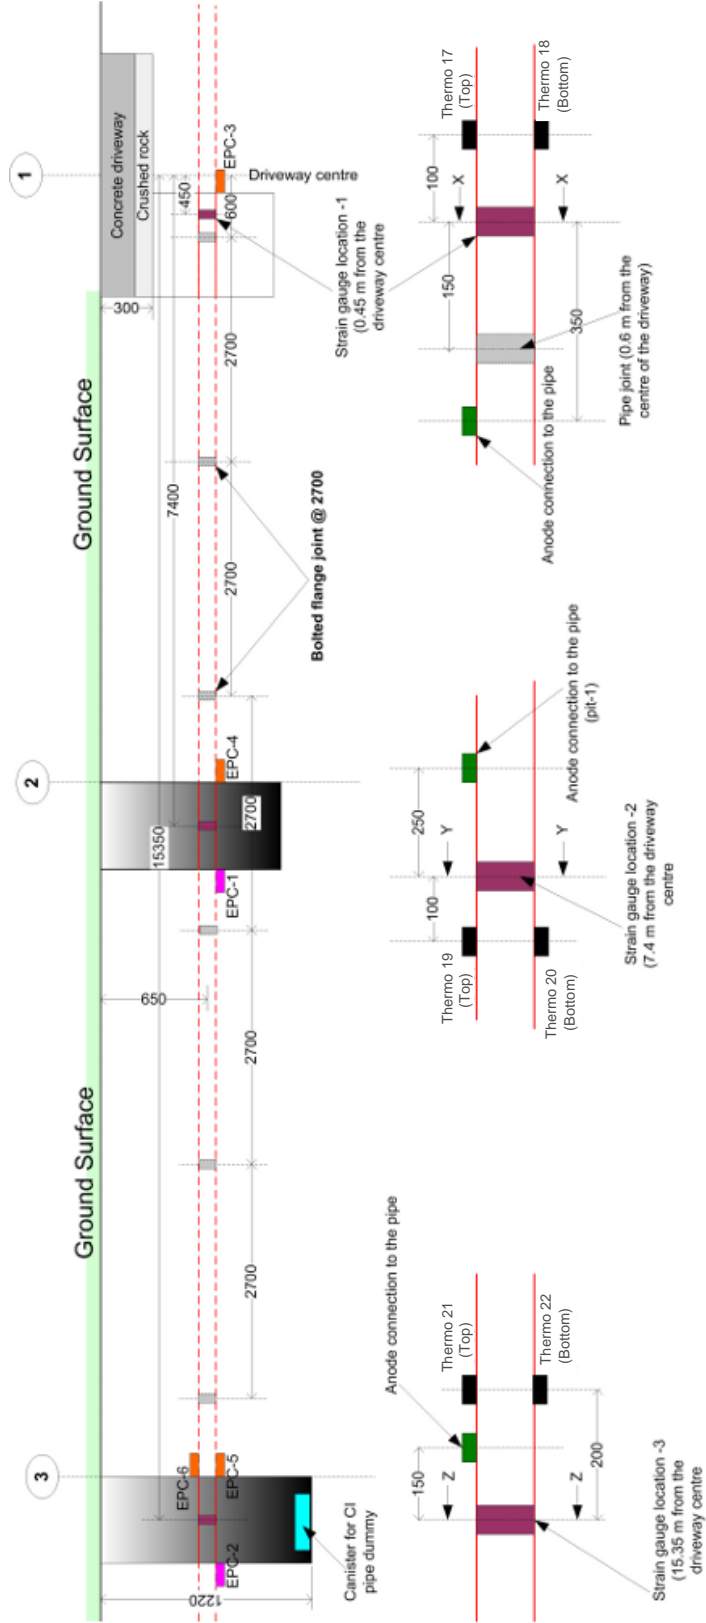 3
2
1
Ground Surface
Ground Surface
Concrete driveway
Crushed rock
EPC-3
Driveway centre
450
600
300
Strain gauge location -1
(0.45 m from the
driveway centre
2700
7400
2700
Bolted flange joint @ 2700
EPC-4
15350
2700
EPC-1
650
2700
2700
EPC-6
EPC-5
EPC-2
1220
Canister for CI
pipe dummy
Anode connection to the pipe
Thermo 21
(Top)
Thermo 22
(Bottom)
150
Z
Z
200
Strain gauge location -3
(15.35 m from the
driveway centre
Thermo 19
(Top)
Thermo 20
(Bottom)
100
250
Y
Y
Anode connection to the pipe
(pit-1)
Strain gauge location -2
(7.4 m from the driveway
centre
Thermo 17
(Top)
Thermo 18
(Bottom)
100
X
X
150
350
Anode connection to the pipe
Pipe joint (0.6 m from the
centre of the driveway)